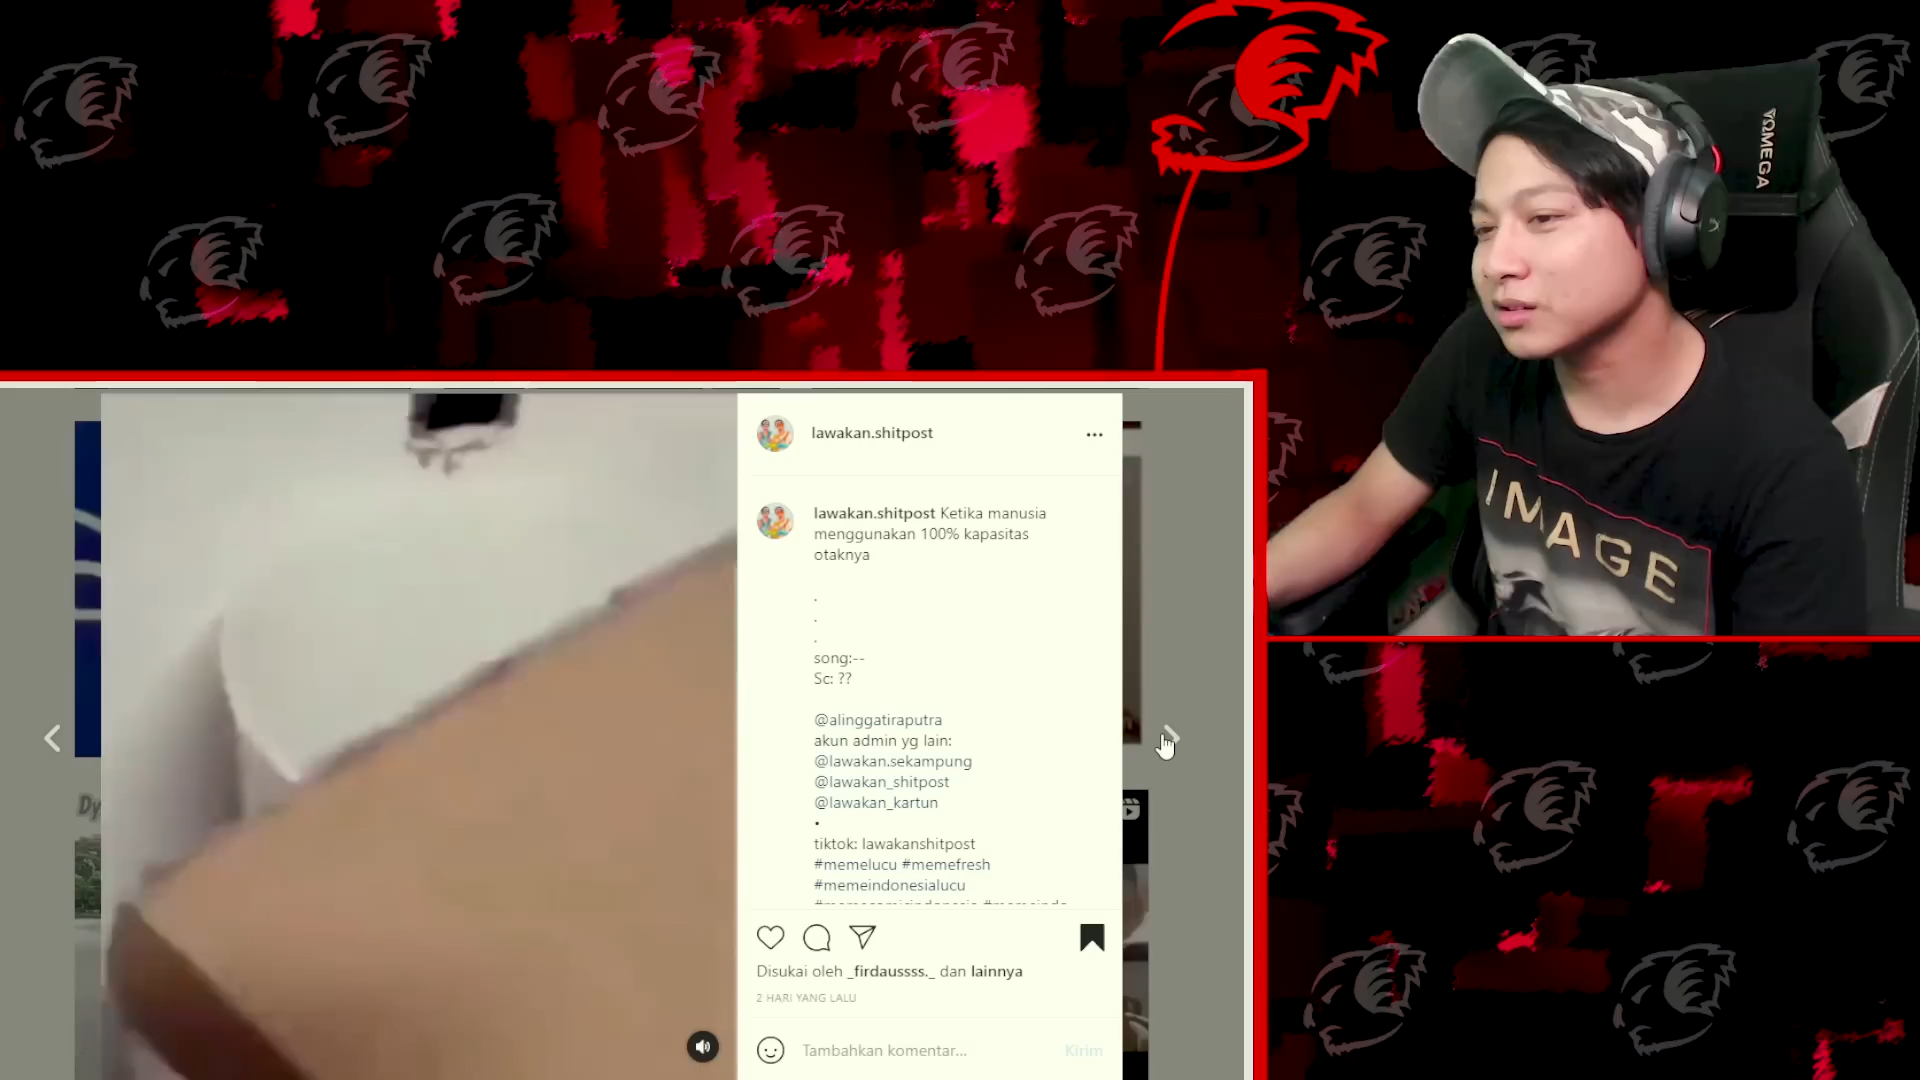 VΩMEGA
IMAGE
lawakan.shitpost
lawakan.shitpost Ketika manusia
menggunakan 100% kapasitas
otaknya
.
.
.
song:--
Sc: ??
@alinggatiraputra
akun admin yg lain:
@lawakan.sekampung
@lawakan_shitpost
@lawakan_kartun
•
tiktok: lawakanshitpost
#memelucu #memefresh
#memeindonesialucu
Disukai oleh _firdaussss._ dan lainnya
2 HARI YANG LALU
Tambahkan komentar...
Kirim
Dy